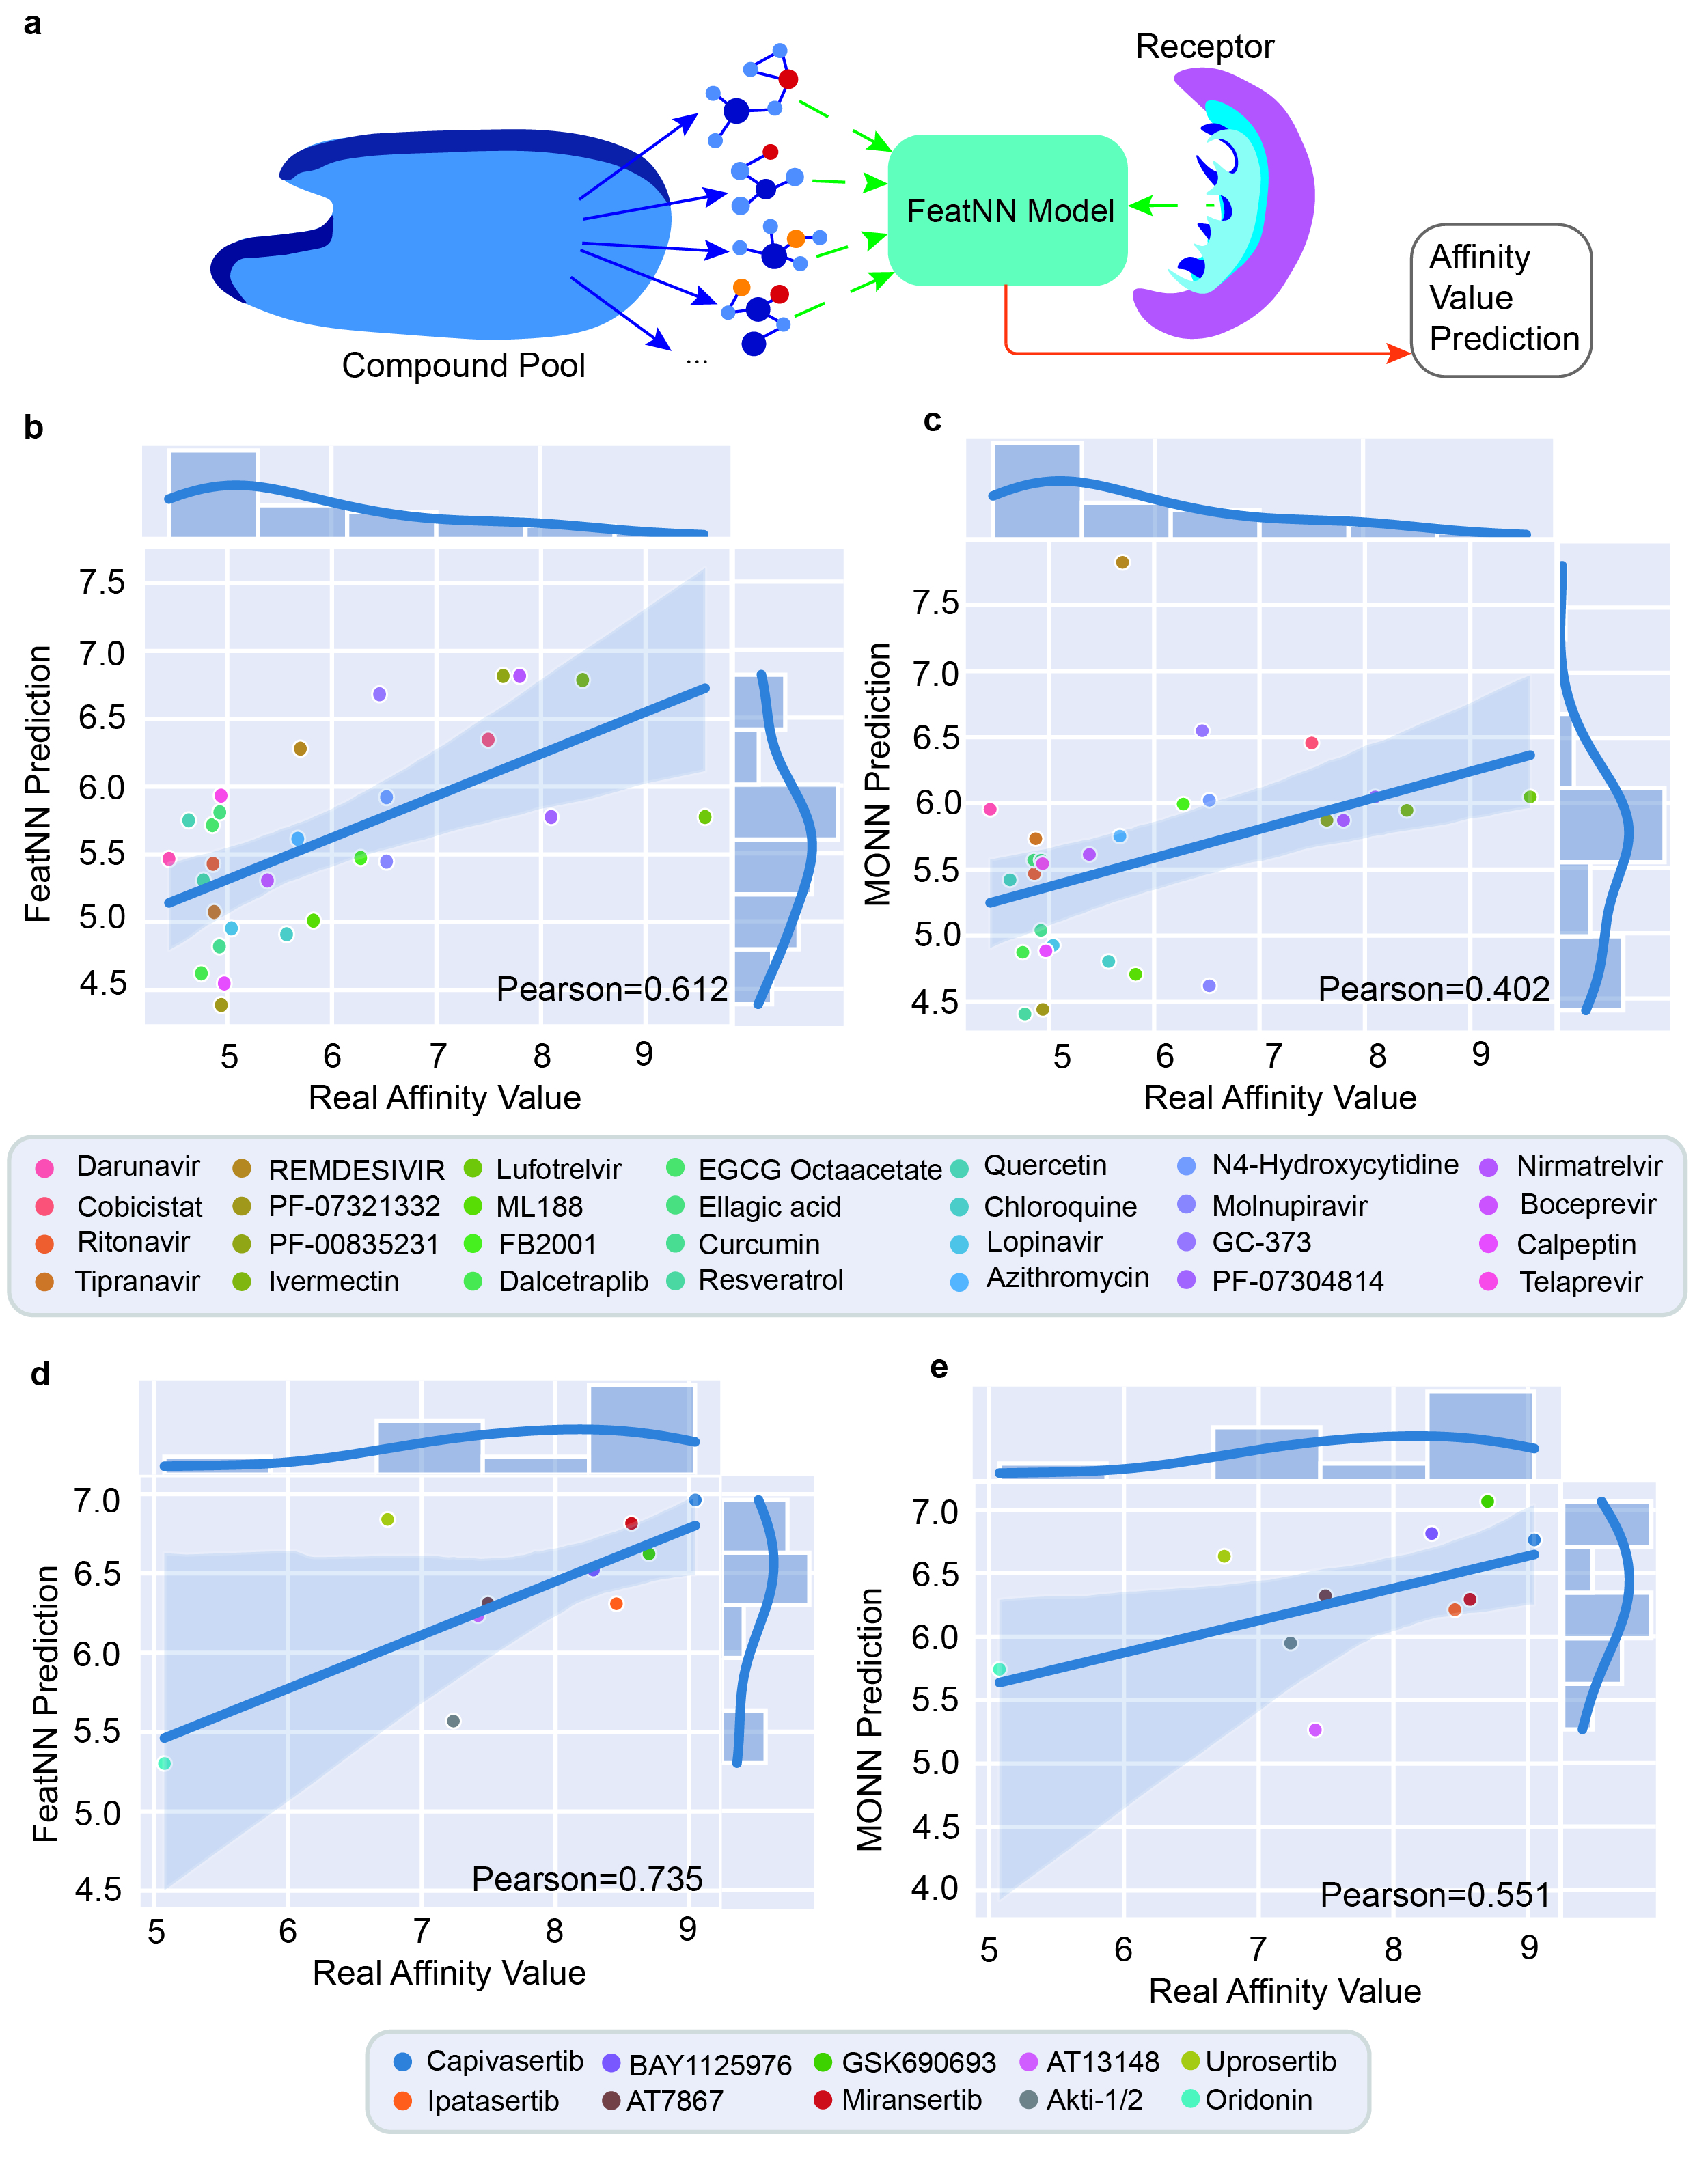 a
Receptor
FeatNN Model
Affinity
Value
Prediction
Compound Pool
...
b
FeatNN Prediction
7.5
7.0
6.5
6.0
5.5
5.0
4.5
Pearson=0.612
5 6 7 8 9
Real Affinity Value
c
MONN Prediction
7.5
7.0
6.5
6.0
5.5
5.0
4.5
Pearson=0.402
5 6 7 8 9
Real Affinity Value
Darunavir REMDESIVIR Lufotrelvir EGCG Octaacetate Quercetin N4-Hydroxycytidine Nirmatrelvir
Cobicistat PF-07321332 ML188 Ellagic acid Chloroquine Molnupiravir Boceprevir
Ritonavir PF-00835231 FB2001 Curcumin Lopinavir GC-373 Calpeptin
Tipranavir Ivermectin Dalcetraplib Resveratrol Azithromycin PF-07304814 Telaprevir
d
FeatNN Prediction
7.0
6.5
6.0
5.5
5.0
4.5
Pearson=0.735
5 6 7 8 9
Real Affinity Value
e
MONN Prediction
7.0
6.5
6.0
5.5
5.0
4.5
4.0
Pearson=0.551
5 6 7 8 9
Real Affinity Value
Capivasertib BAY1125976 GSK690693 AT13148 Uprosertib
Ipatasertib AT7867 Miransertib Akti-1/2 Oridonin